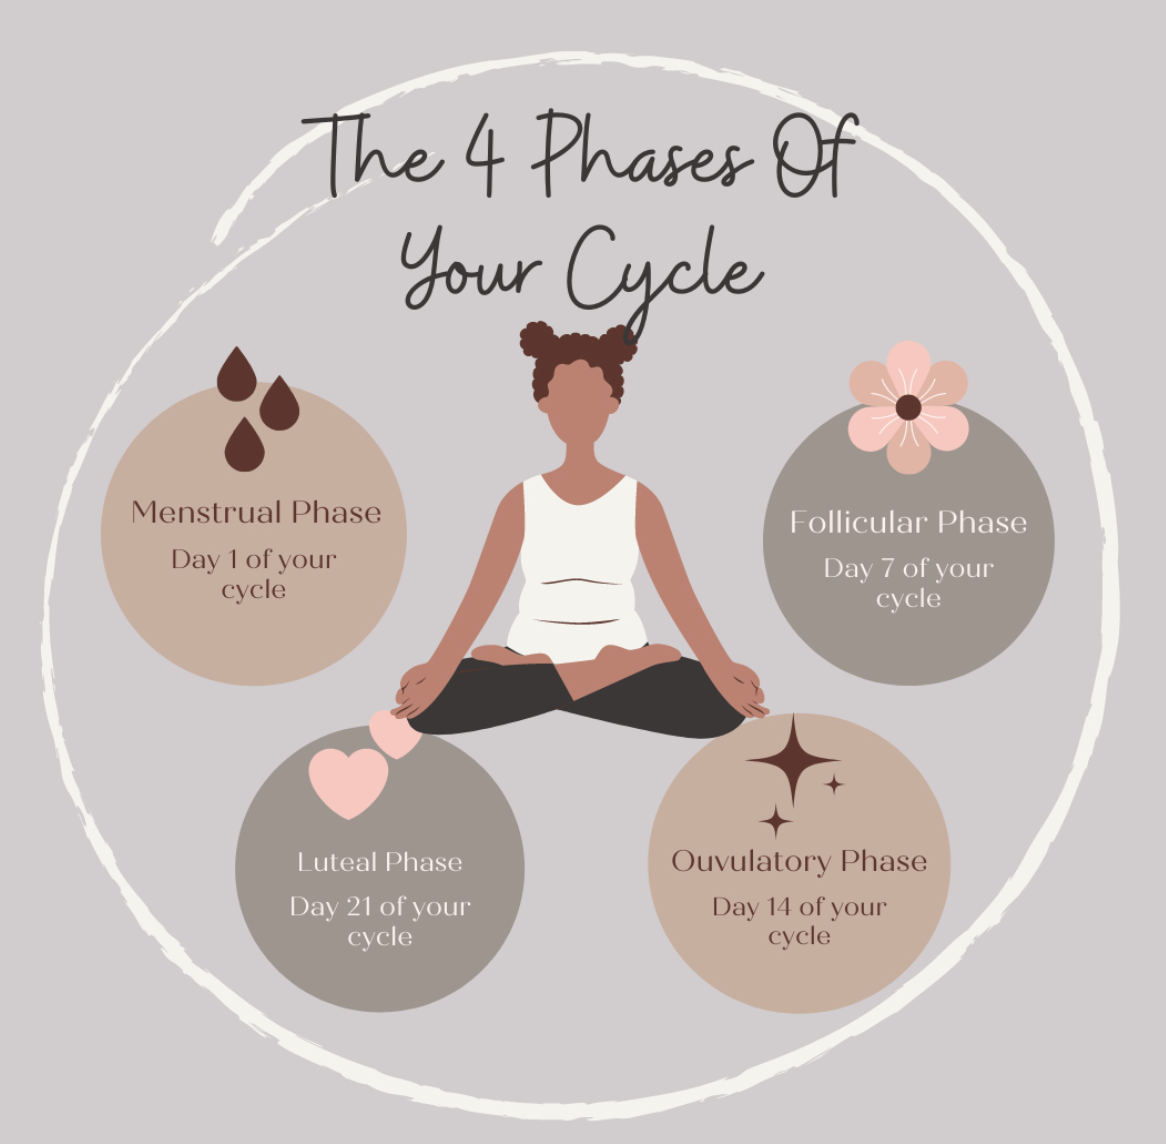 The 4 Phases Of
Your Cycle
Menstrual Phase
Day 1 of your
cycle
Follicular Phase
Day 7 of your
cycle
Luteal Phase
Day 21 of your
cycle
Ouvulatory Phase
Day 14 of your
cycle